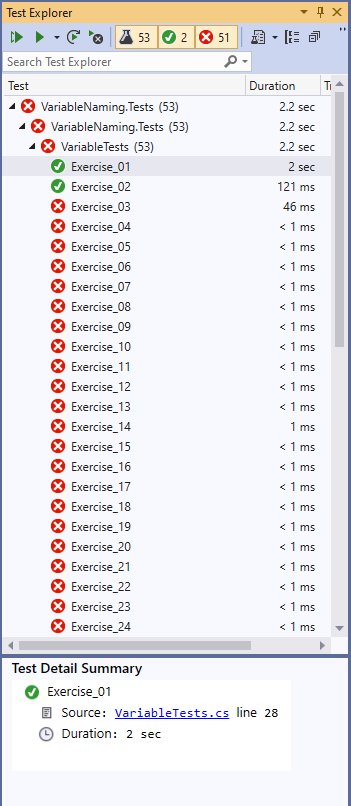 Test Explorer
53 2 51
Search Test Explorer
Test Duration Tr
VariableNaming.Tests (53) 2.2 sec
VariableNaming.Tests (53) 2.2 sec
VariableTests (53) 2.2 sec
Exercise_01 2 sec
Exercise_02 121 ms
Exercise_03 46 ms
Exercise_04 < 1 ms
Exercise_05 < 1 ms
Exercise_06 < 1 ms
Exercise_07 < 1 ms
Exercise_08 < 1 ms
Exercise_09 < 1 ms
Exercise_10 < 1 ms
Exercise_11 < 1 ms
Exercise_12 < 1 ms
Exercise_13 < 1 ms
Exercise_14 1 ms
Exercise_15 < 1 ms
Exercise_16 < 1 ms
Exercise_17 < 1 ms
Exercise_18 < 1 ms
Exercise_19 < 1 ms
Exercise_20 < 1 ms
Exercise_21 < 1 ms
Exercise_22 < 1 ms
Exercise_23 < 1 ms
Exercise_24 < 1 ms
Test Detail Summary
Exercise_01
Source: VariableTests.cs line 28
Duration: 2 sec